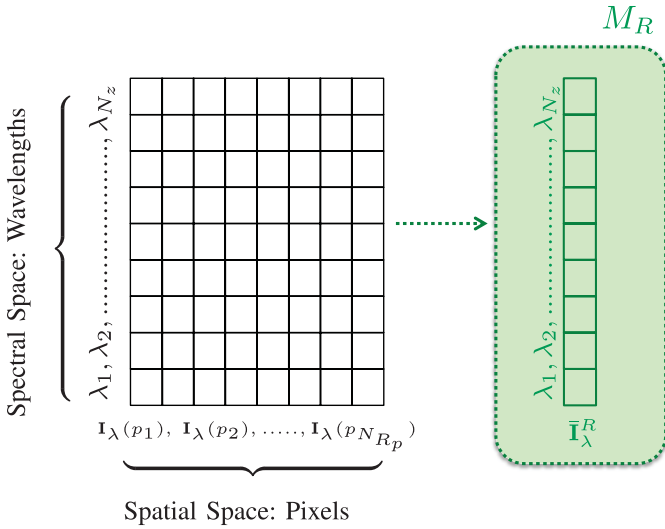 M_R
Spectral Space: Wavelengths
λ_1, λ_2, ..............., λ_{N_z}
λ_1, λ_2, ..............., λ_{N_z}
I_λ(p_1), I_λ(p_2), ....., I_λ(p_{N_{R_p}})
Ī_λ^R
Spatial Space: Pixels